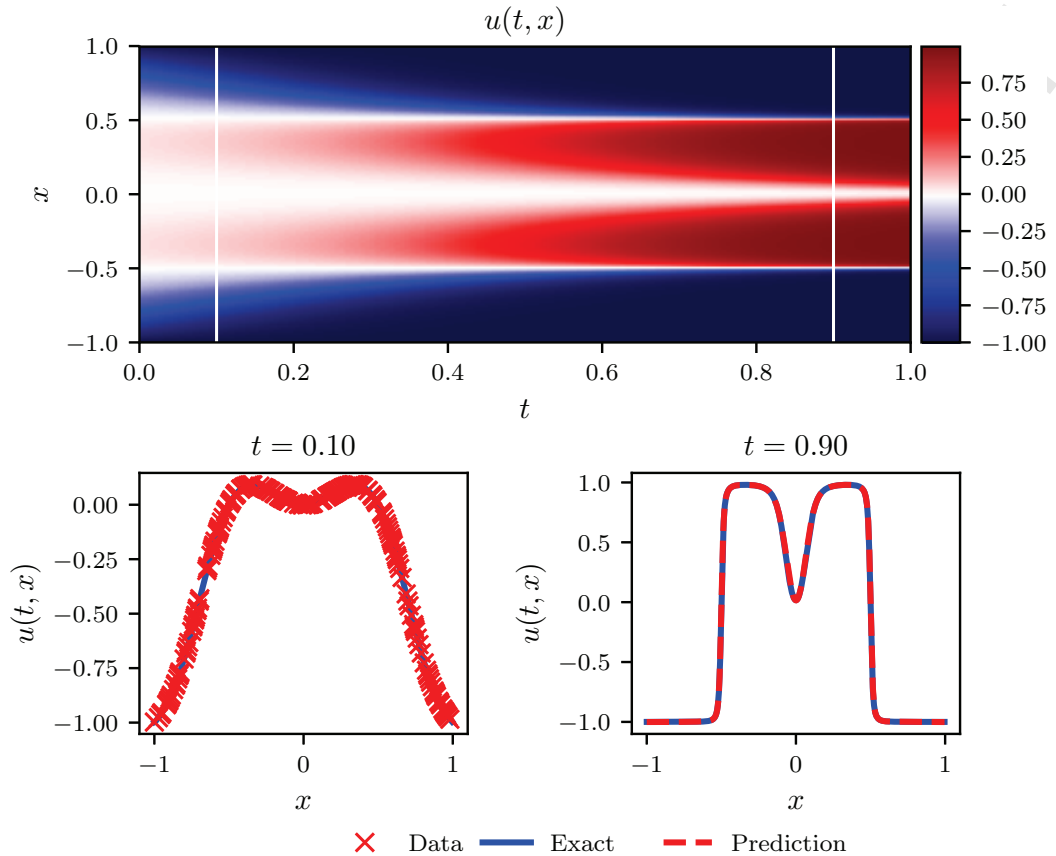 u(t, x)
1.0
0.5
0.0
−0.5
−1.0
x
0.0
0.2
0.4
0.6
0.8
1.0
t
0.75
0.50
0.25
0.00
−0.25
−0.50
−0.75
−1.00
t = 0.10
0.00
−0.25
−0.50
−0.75
−1.00
u(t, x)
−1
0
1
x
t = 0.90
1.0
0.5
0.0
−0.5
−1.0
u(t, x)
−1
0
1
x
Data
Exact
Prediction